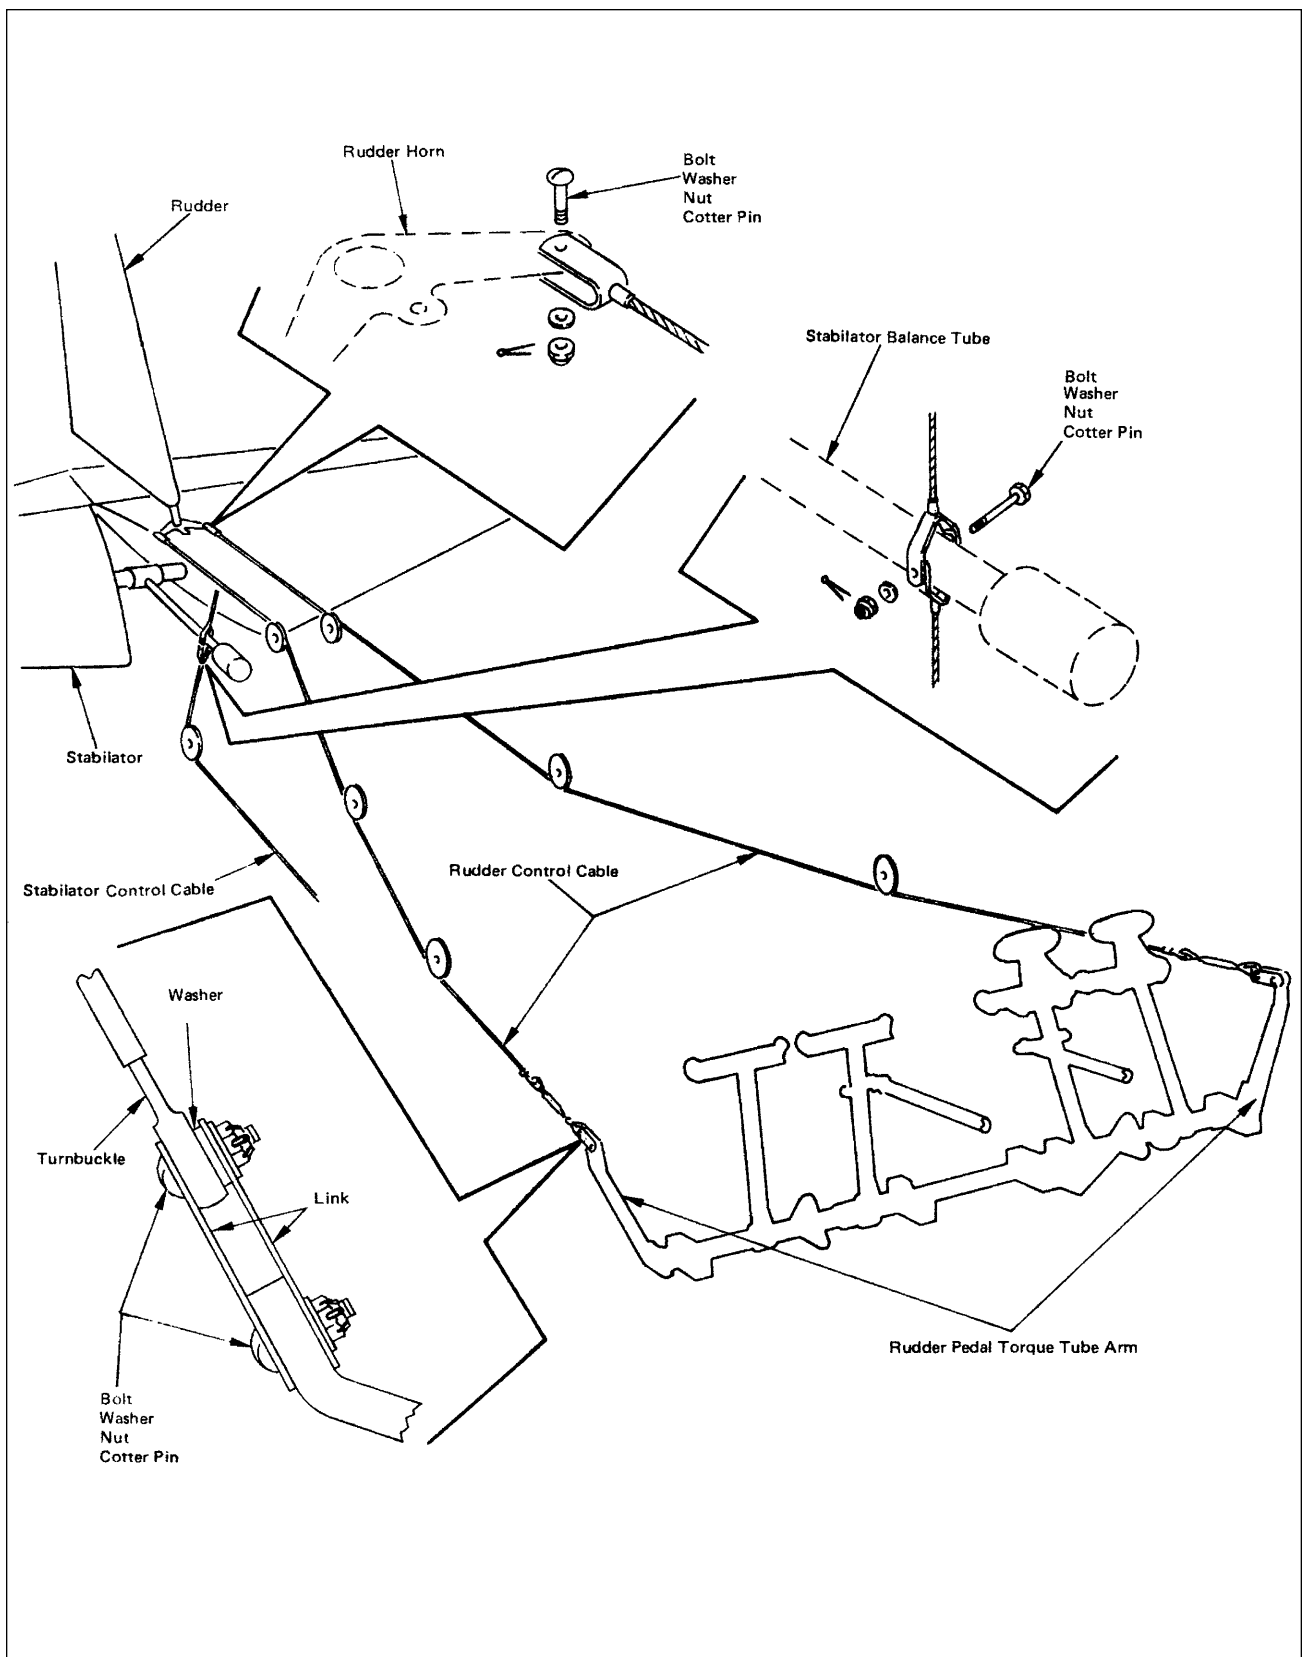 Rudder Horn
Bolt
Washer
Nut
Cotter Pin
Rudder
Stabilator Balance Tube
Bolt
Washer
Nut
Cotter Pin
Stabilator
Rudder Control Cable
Stabilator Control Cable
Washer
Turnbuckle
Link
Rudder Pedal Torque Tube Arm
Bolt
Washer
Nut
Cotter Pin